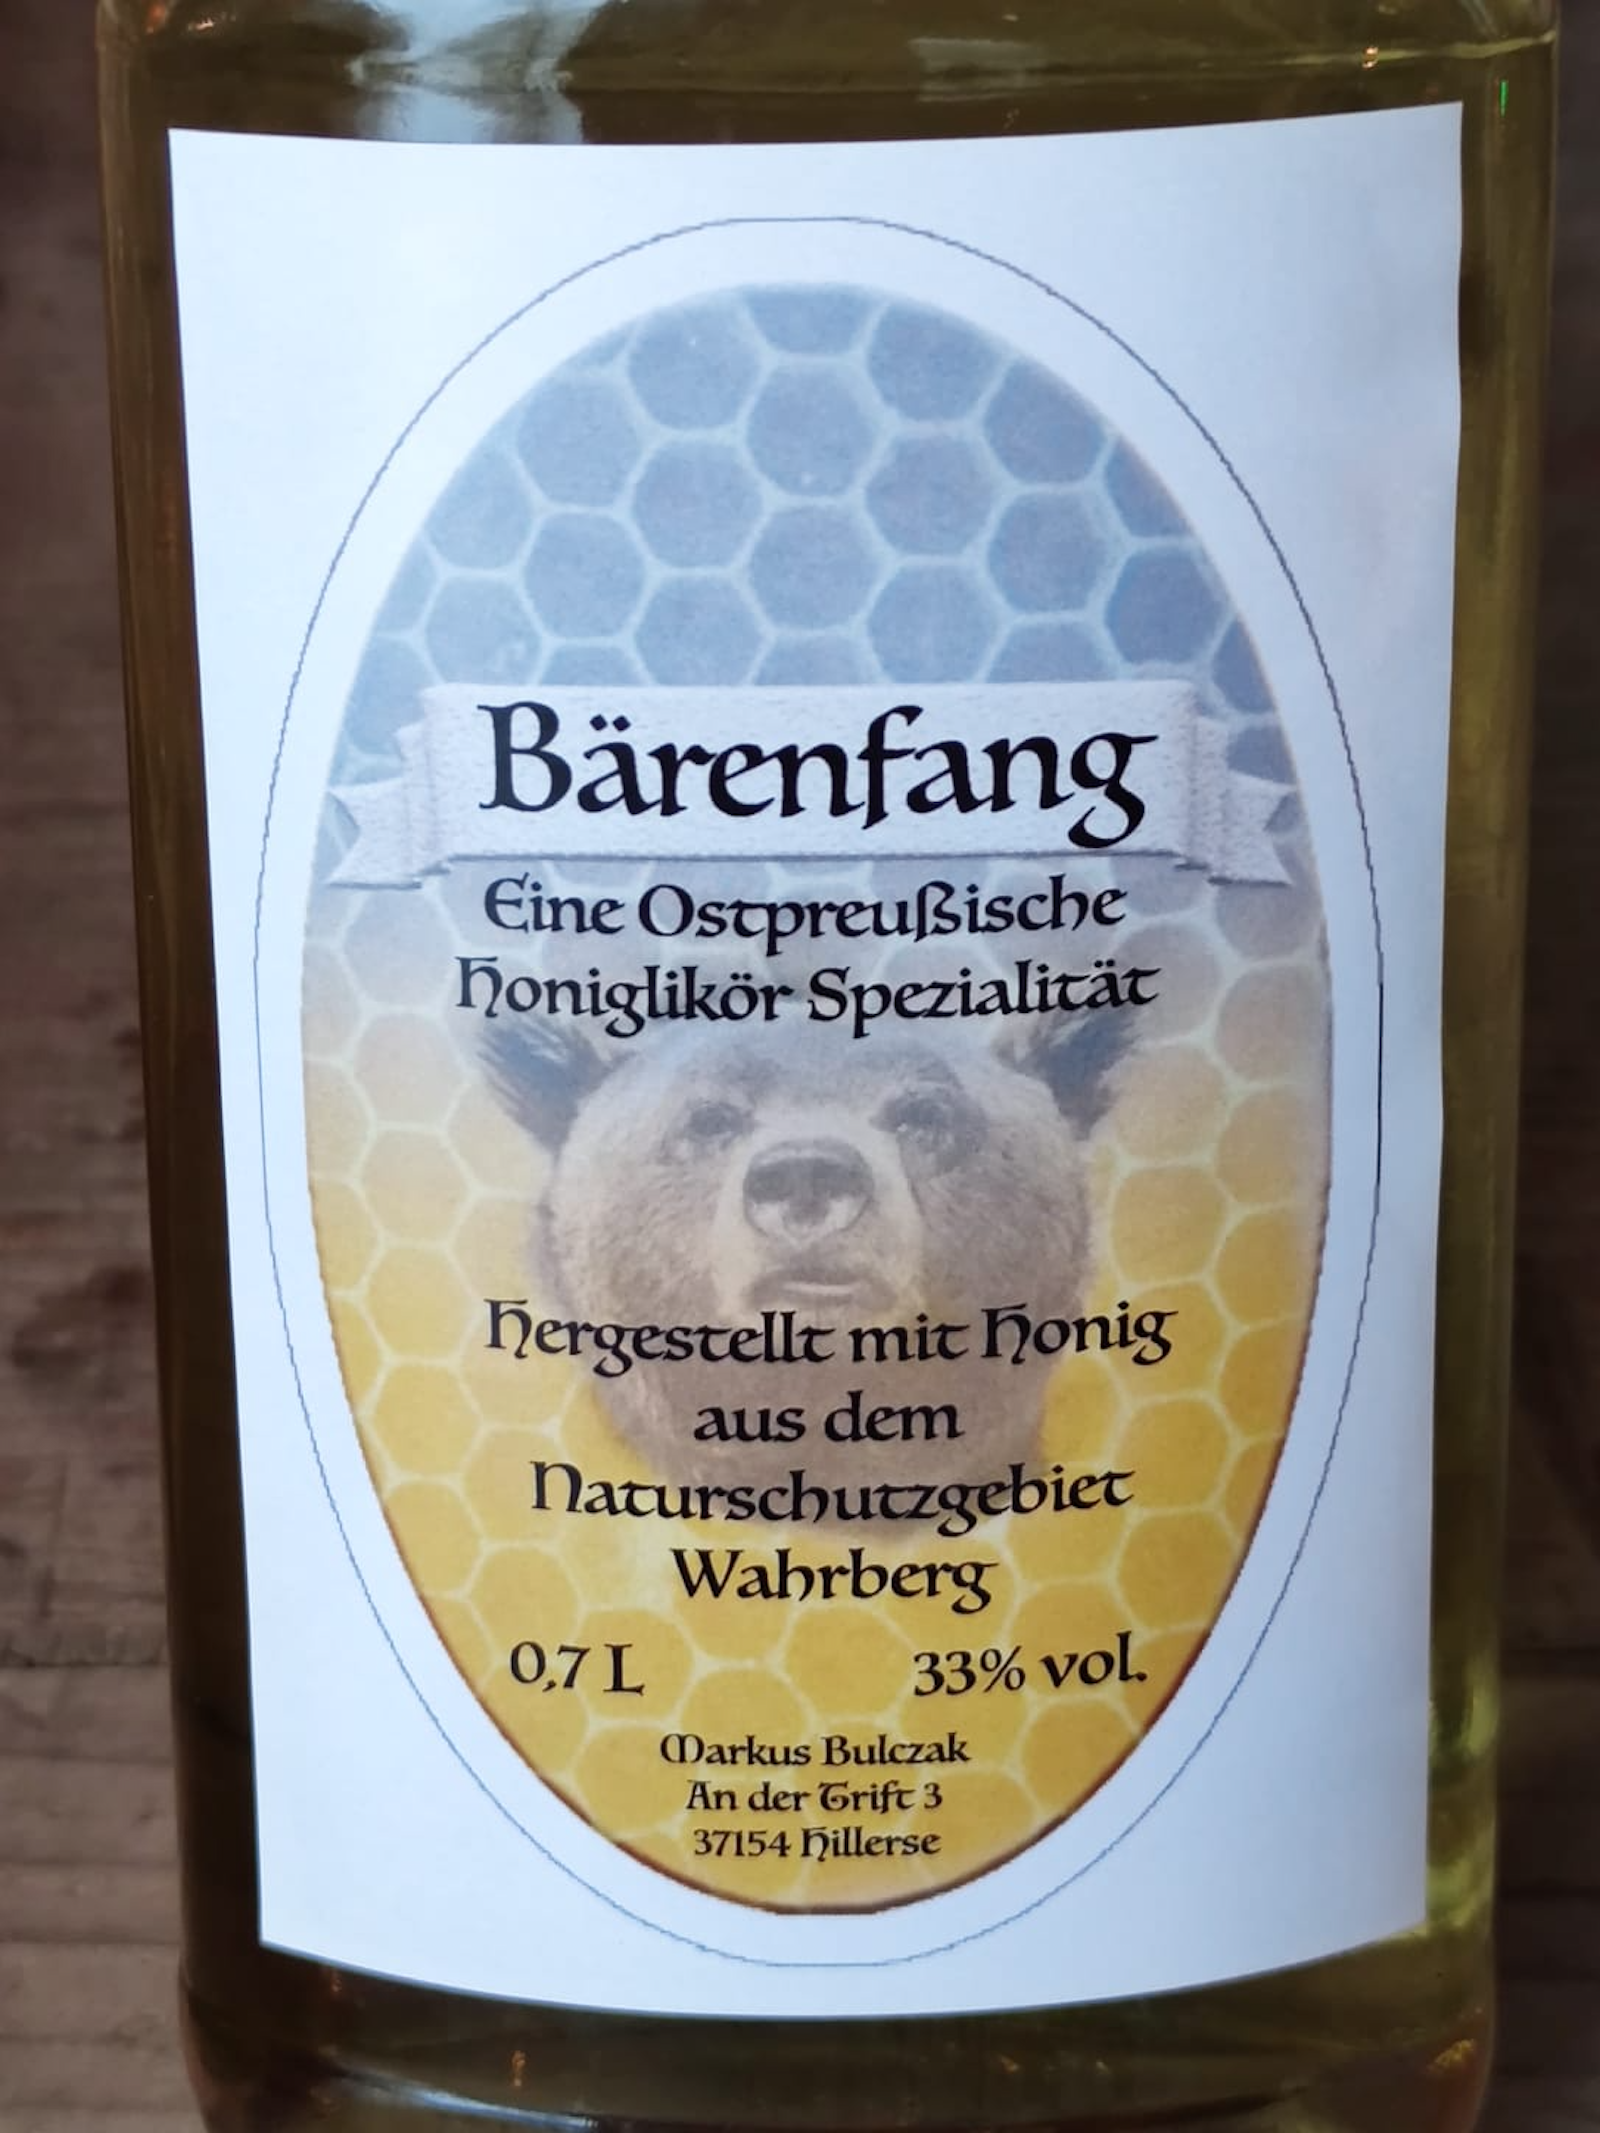 Bärenfang
Eine Ostpreußische
Honiglikör Spezialität
Hergestellt mit Honig
aus dem
Naturschutzgebiet
Wahrberg
0,7 L 33% vol.
Markus Bulczak
An der Trift 3
37154 Hillerse